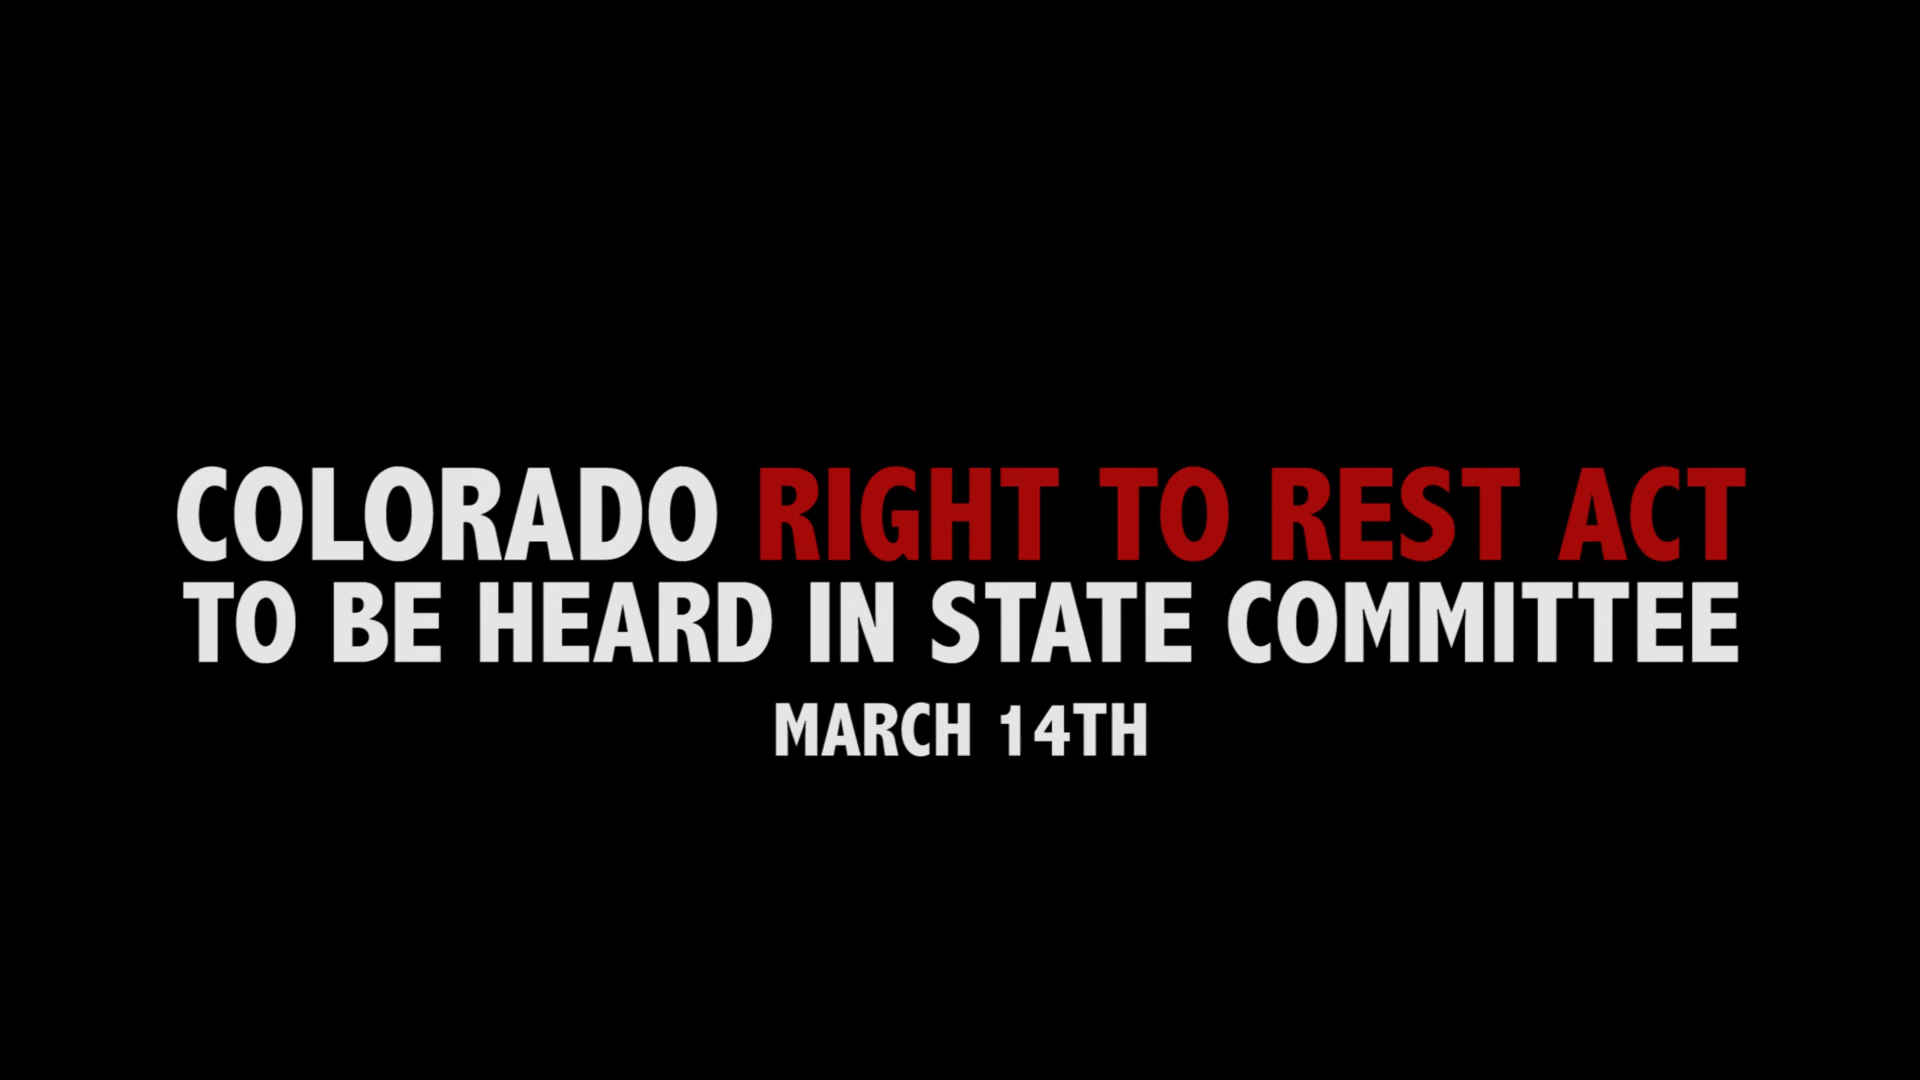 COLORADO RIGHT TO REST ACT
TO BE HEARD IN STATE COMMITTEE
MARCH 14TH